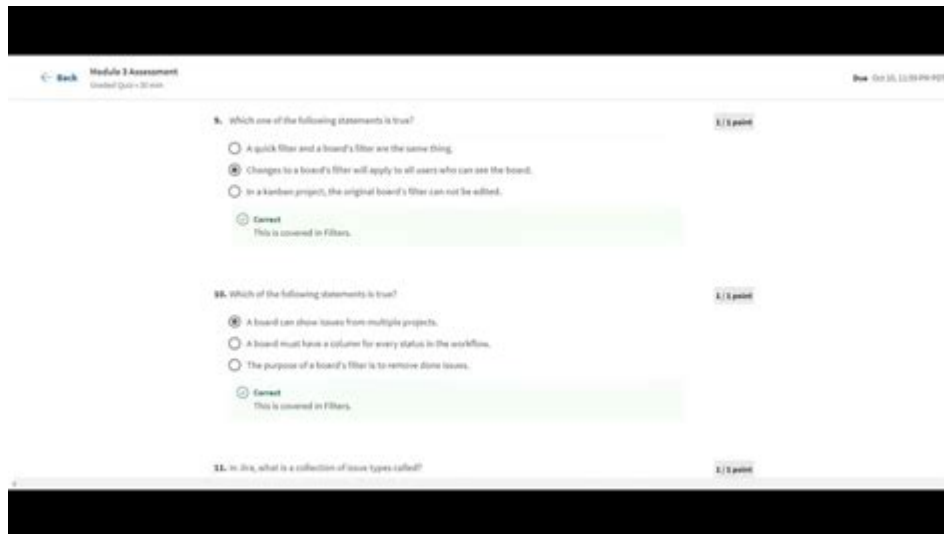 Back
Module 3 Assessment
Graded Quiz • 30 min
Due Oct 10, 11:59 PM PDT
9. Which one of the following statements is true?
1 / 1 point
A quick filter and a board's filter are the same thing.
Changes to a board's filter will apply to all users who can see the board.
In a kanban project, the original board's filter can not be edited.
Correct
This is covered in Filters.
10. Which of the following statements is true?
1 / 1 point
A board can show issues from multiple projects.
A board must have a column for every status in the workflow.
The purpose of a board's filter is to remove done issues.
Correct
This is covered in Filters.
11. In Jira, what is a collection of issue types called?
1 / 1 point